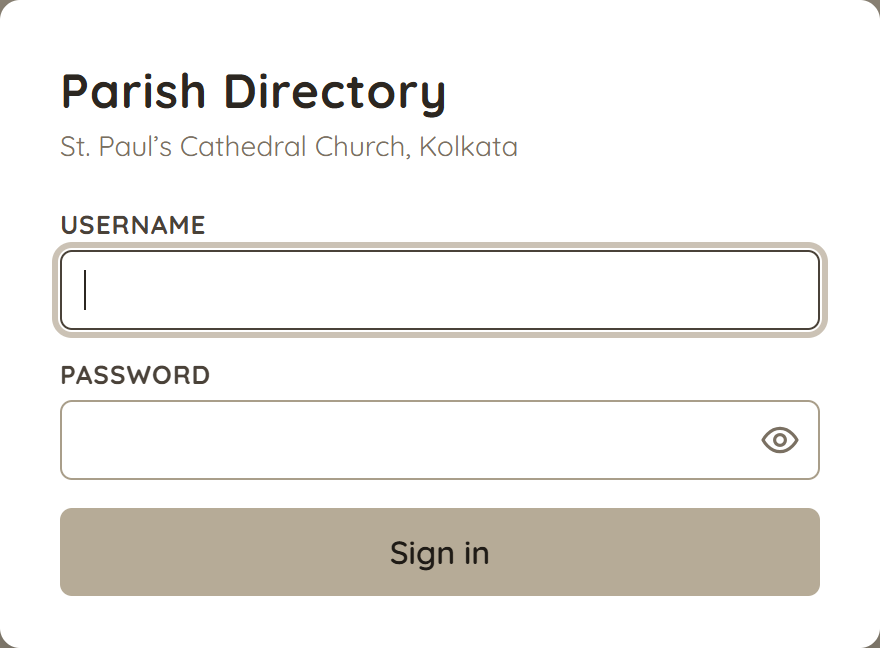 Parish Directory
St. Paul’s Cathedral Church, Kolkata
USERNAME
PASSWORD
Sign in